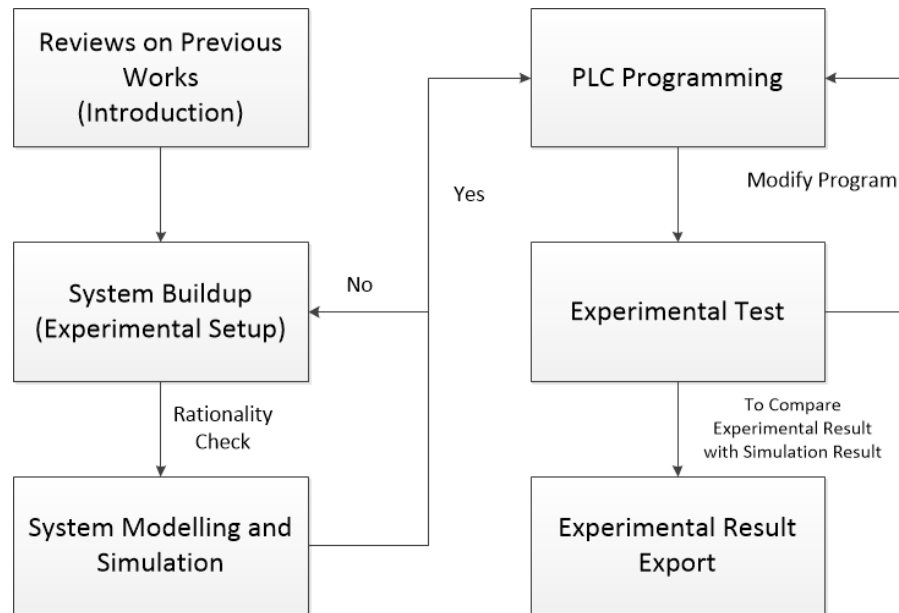 Reviews on Previous
Works
(Introduction)
System Buildup
(Experimental Setup)
Rationality
Check
System Modelling and
Simulation
No
Yes
PLC Programming
Modify Program
Experimental Test
To Compare
Experimental Result
with Simulation Result
Experimental Result
Export